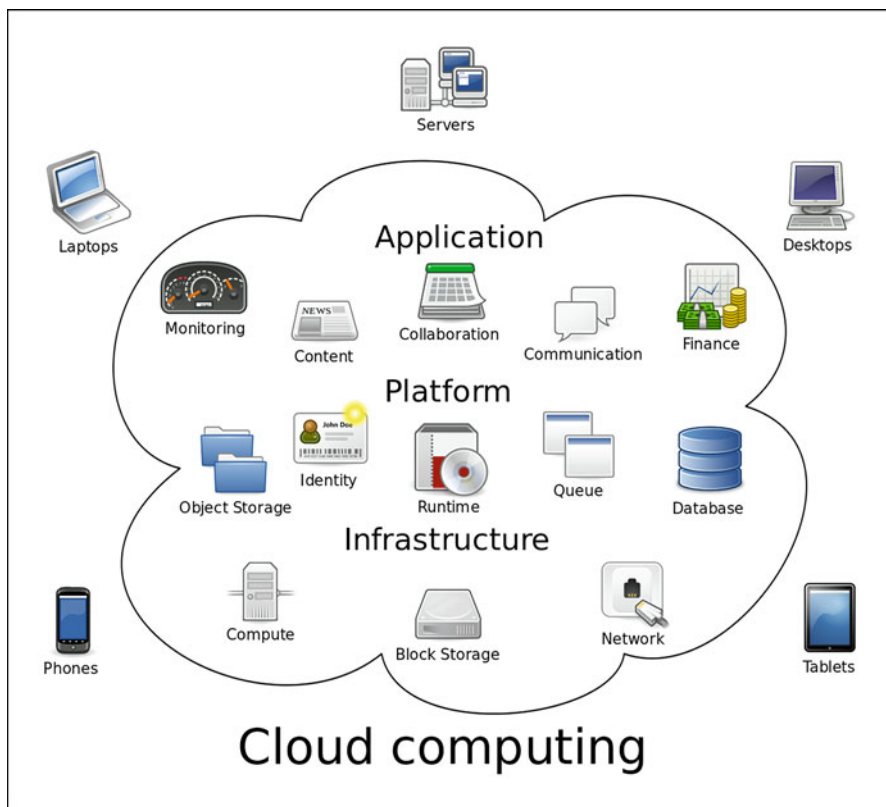 Servers
Laptops
Desktops
Application
Monitoring
NEWS
Content
Collaboration
Communication
Finance
Platform
John Doe
Object Storage
Identity
Runtime
Queue
Database
Infrastructure
Compute
Block Storage
Network
Phones
Tablets
Cloud computing